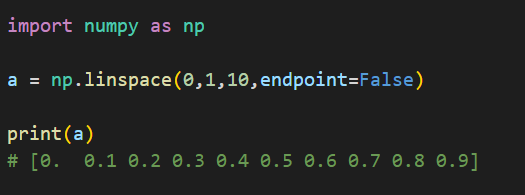 import numpy as np
a = np.linspace(0,1,10,endpoint=False)
print(a)
# [0.  0.1 0.2 0.3 0.4 0.5 0.6 0.7 0.8 0.9]